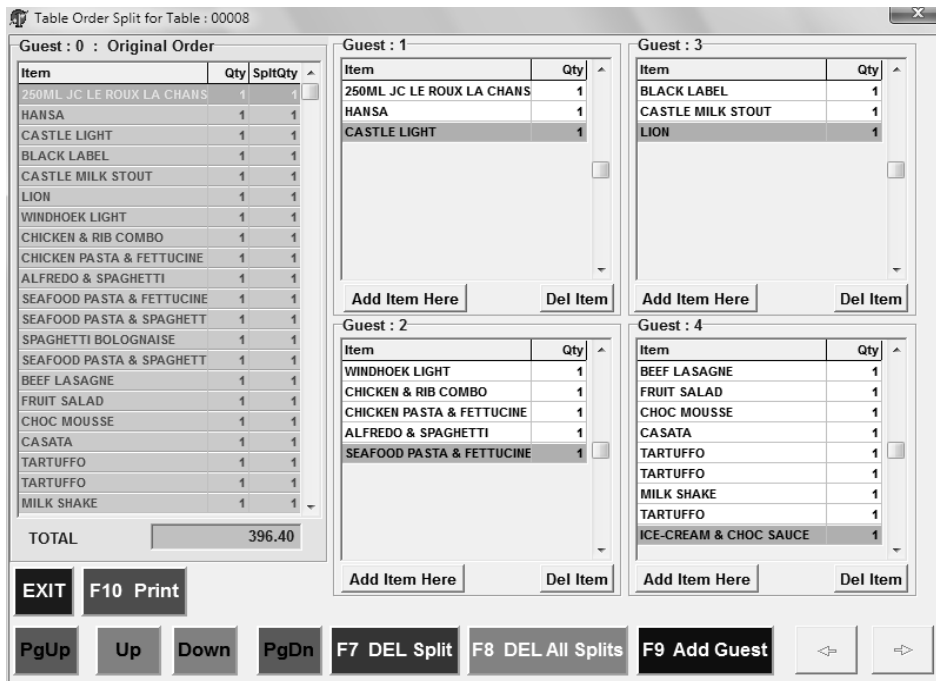 Table Order Split for Table : 00008
X
Guest : 0 : Original Order
Item Qty SpltQty
250ML JC LE ROUX LA CHANS 1 1
HANSA 1 1
CASTLE LIGHT 1 1
BLACK LABEL 1 1
CASTLE MILK STOUT 1 1
LION 1 1
WINDHOEK LIGHT 1 1
CHICKEN & RIB COMBO 1 1
CHICKEN PASTA & FETTUCINE 1 1
ALFREDO & SPAGHETTI 1 1
SEAFOOD PASTA & FETTUCINE 1 1
SEAFOOD PASTA & SPAGHETT 1 1
SPAGHETTI BOLOGNAISE 1 1
SEAFOOD PASTA & SPAGHETT 1 1
BEEF LASAGNE 1 1
FRUIT SALAD 1 1
CHOC MOUSSE 1 1
CASATA 1 1
TARTUFFO 1 1
TARTUFFO 1 1
MILK SHAKE 1 1
TOTAL 396.40
Guest : 1
Item Qty
250ML JC LE ROUX LA CHANS 1
HANSA 1
CASTLE LIGHT 1
Add Item Here Del Item
Guest : 3
Item Qty
BLACK LABEL 1
CASTLE MILK STOUT 1
LION 1
Add Item Here Del Item
Guest : 2
Item Qty
WINDHOEK LIGHT 1
CHICKEN & RIB COMBO 1
CHICKEN PASTA & FETTUCINE 1
ALFREDO & SPAGHETTI 1
SEAFOOD PASTA & FETTUCINE 1
Add Item Here Del Item
Guest : 4
Item Qty
BEEF LASAGNE 1
FRUIT SALAD 1
CHOC MOUSSE 1
CASATA 1
TARTUFFO 1
TARTUFFO 1
MILK SHAKE 1
TARTUFFO 1
ICE-CREAM & CHOC SAUCE 1
Add Item Here Del Item
EXIT F10 Print
PgUp Up Down PgDn F7 DEL Split F8 DEL All Splits F9 Add Guest